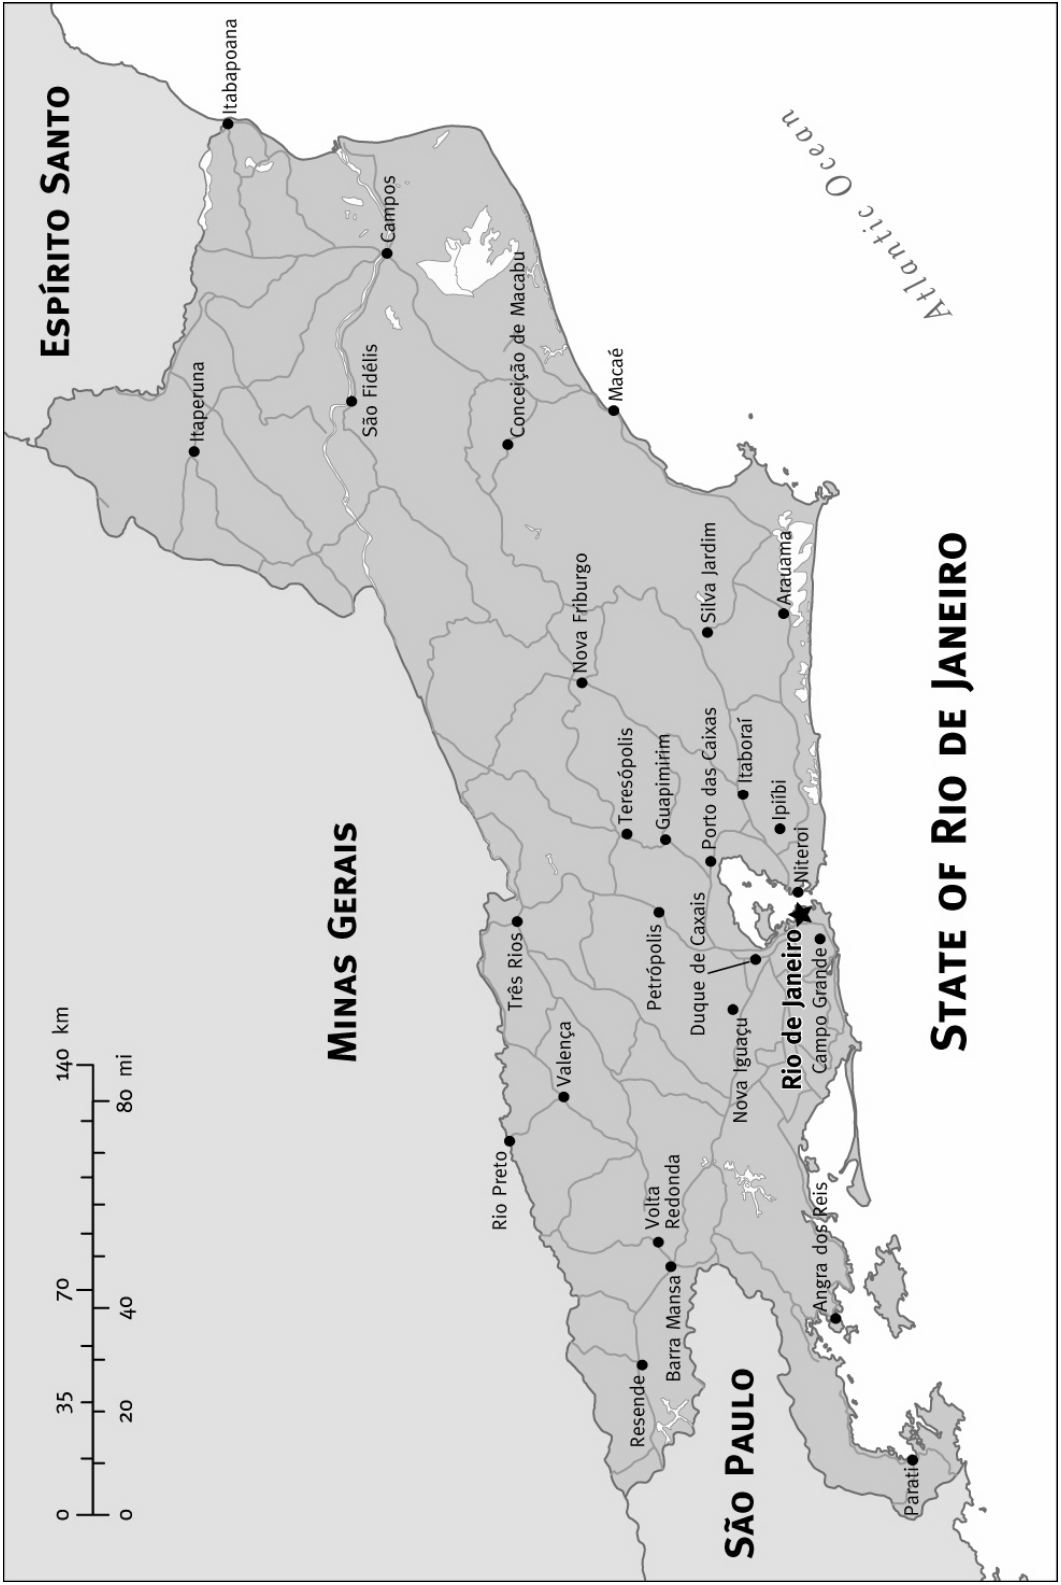 STATE OF RIO DE JANEIRO
ESPÍRITO SANTO
MINAS GERAIS
SÃO PAULO
Atlantic Ocean
0 35 70 140 km
0 20 40 80 mi
Itabapoana
Itaperuna
Campos
São Fidélis
Conceição de Macabu
Macaé
Nova Friburgo
Silva Jardim
Arauama
Teresópolis
Guapimirim
Porto das Caixas
Itaboraí
Ipiíbi
Niteroi
Três Rios
Petrópolis
Duque de Caxais
Nova Iguaçu
Rio de Janeiro
Campo Grande
Valença
Rio Preto
Volta
Redonda
Barra Mansa
Resende
Angra dos Reis
Parati